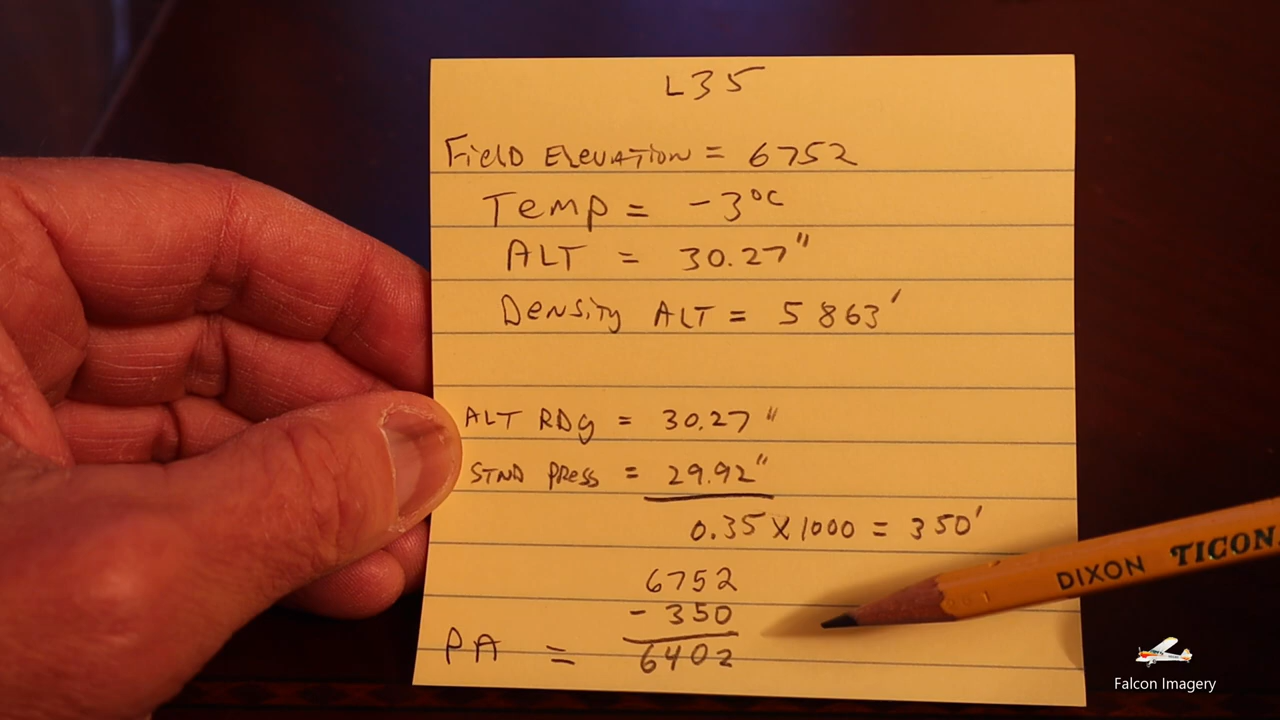 L35
Field Elevation = 6752
Temp = -3°C
ALT = 30.27"
Density ALT = 5863'
ALT RDg = 30.27"
STND PRess = 29.92"
0.35 X 1000 = 350'
6752
- 350
PA = 6402
DIXON TICON
Falcon Imagery